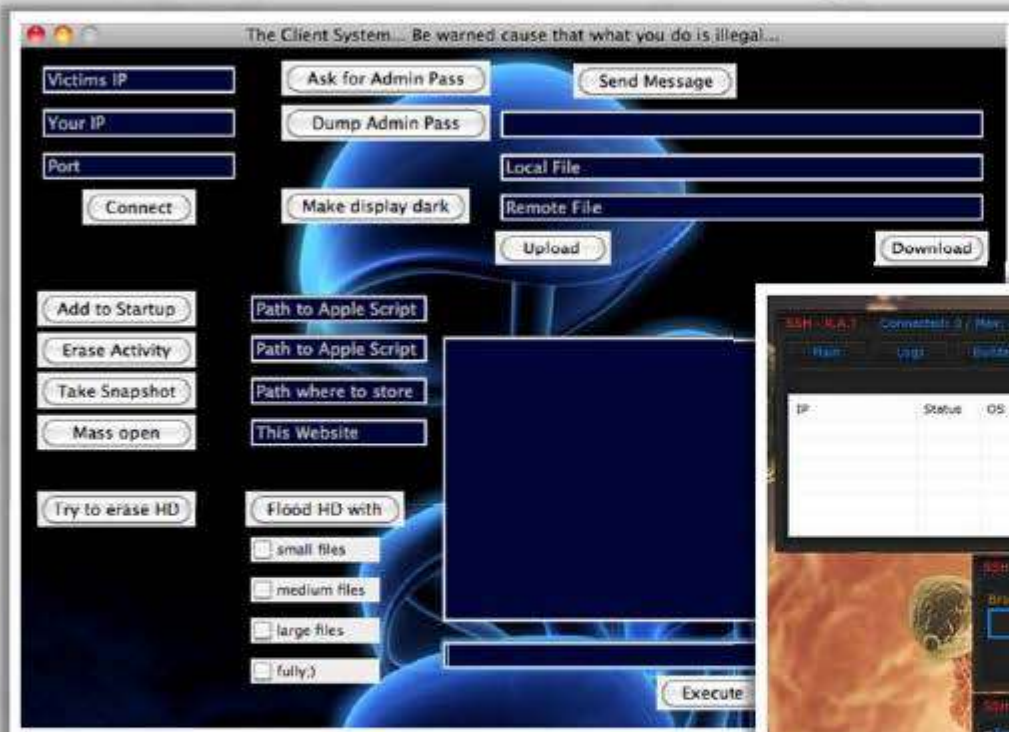 The Client System... Be warned cause that what you do is illegal...
Victims IP
Ask for Admin Pass
Send Message
Your IP
Dump Admin Pass
Port
Local File
Connect
Make display dark
Remote File
Upload
Download
Add to Startup
Path to Apple Script
Erase Activity
Path to Apple Script
Take Snapshot
Path where to store
Mass open
This Website
Try to erase HD
Flood HD with
small files
medium files
large files
fully;)
Execute
SSH - R.A.T Connected: 0 / Max:
Main Logs
IP Status OS